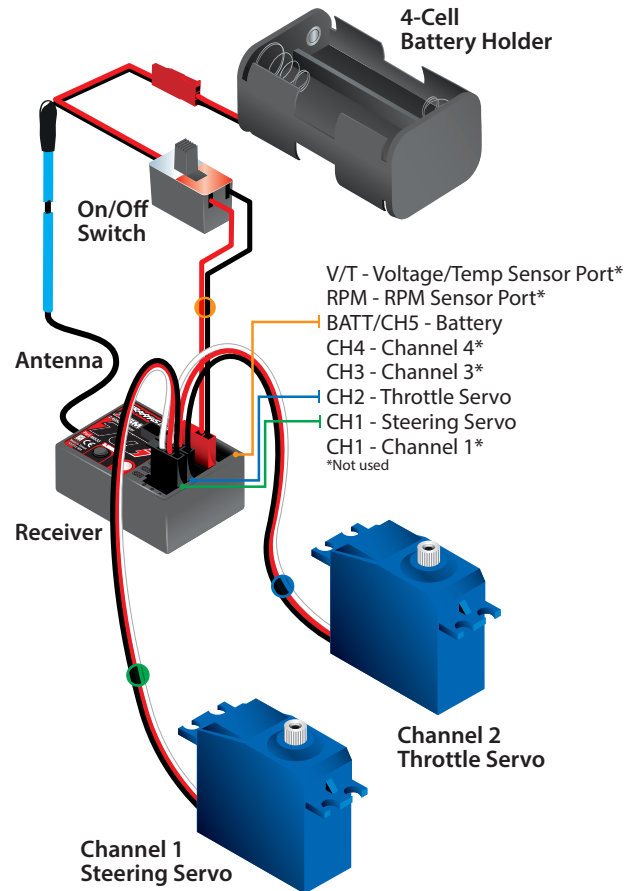 4-Cell
Battery Holder
On/Off
Switch
V/T - Voltage/Temp Sensor Port*
RPM - RPM Sensor Port*
BATT/CH5 - Battery
CH4 - Channel 4*
CH3 - Channel 3*
CH2 - Throttle Servo
CH1 - Steering Servo
CH1 - Channel 1*
*Not used
Antenna
Receiver
Channel 2
Throttle Servo
Channel 1
Steering Servo